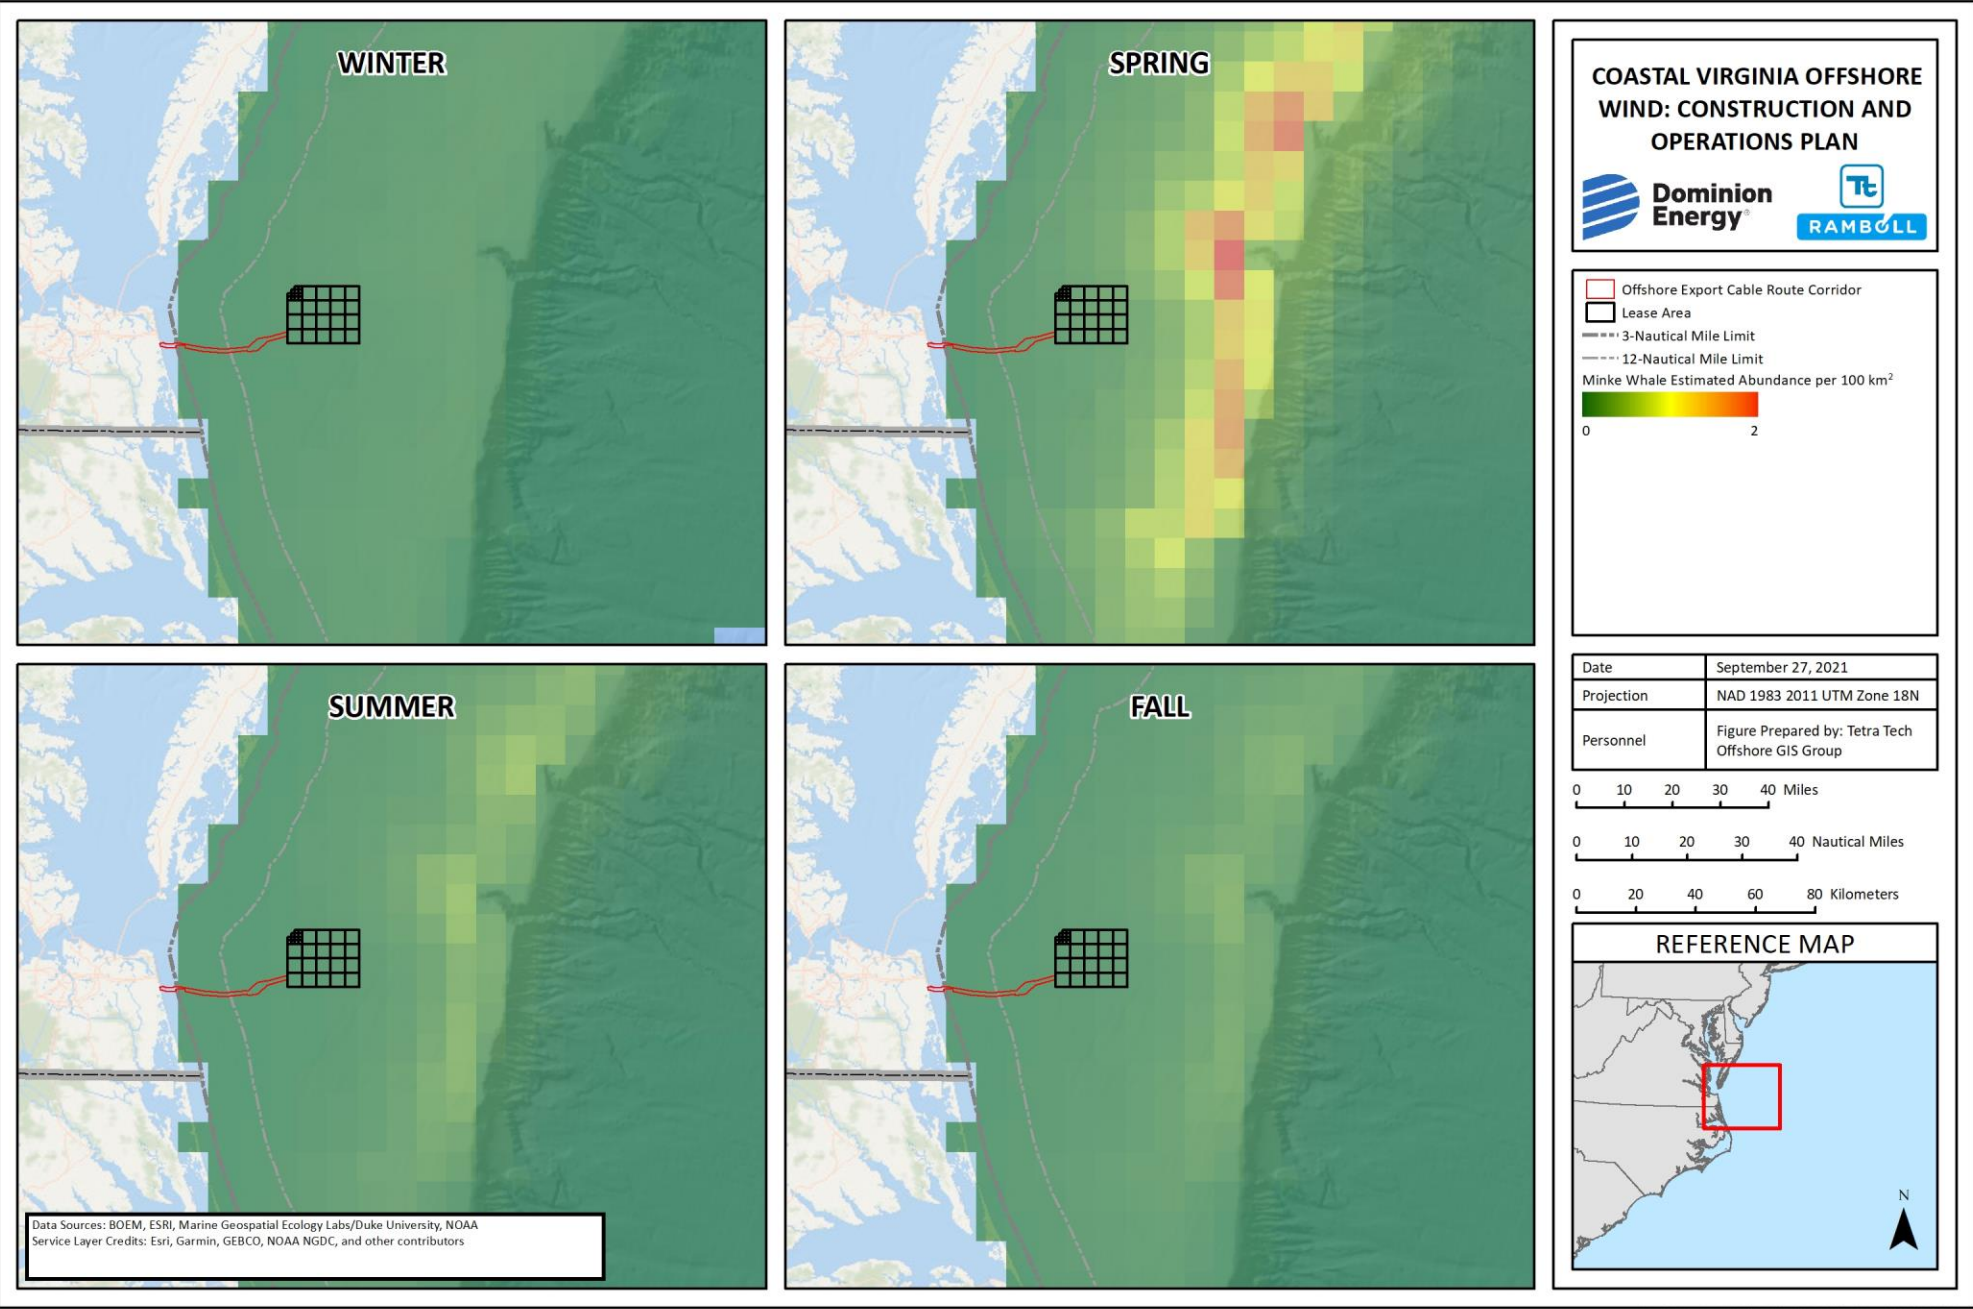 WINTER
SPRING
SUMMER
FALL
Data Sources: BOEM, ESRI, Marine Geospatial Ecology Labs/Duke University, NOAA
Service Layer Credits: Esri, Garmin, GEBCO, NOAA NGDC, and other contributors
COASTAL VIRGINIA OFFSHORE
WIND: CONSTRUCTION AND
OPERATIONS PLAN
Dominion
Energy®
Tt
RAMBOLL
Offshore Export Cable Route Corridor
Lease Area
3-Nautical Mile Limit
12-Nautical Mile Limit
Minke Whale Estimated Abundance per 100 km²
0 2
Date September 27, 2021
Projection NAD 1983 2011 UTM Zone 18N
Personnel Figure Prepared by: Tetra Tech
Offshore GIS Group
0 10 20 30 40 Miles
0 10 20 30 40 Nautical Miles
0 20 40 60 80 Kilometers
REFERENCE MAP
N